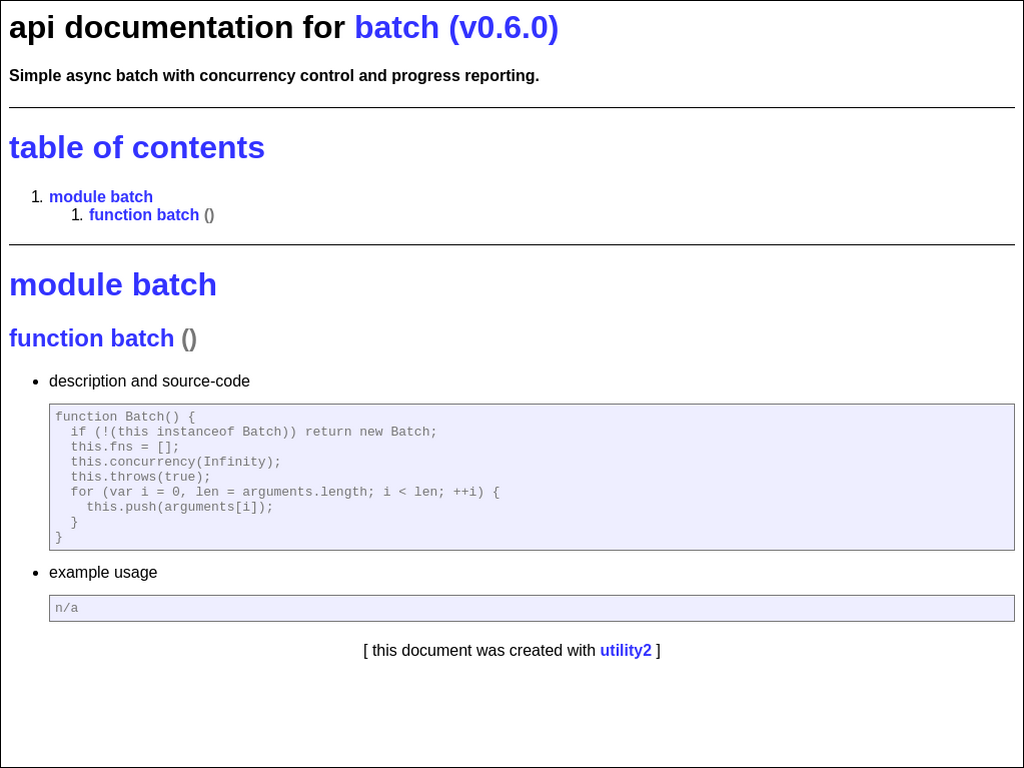 api documentation for batch (v0.6.0)
Simple async batch with concurrency control and progress reporting.
table of contents
1. module batch
1. function batch ()
module batch
function batch ()
• description and source-code
function Batch() {
  if (!(this instanceof Batch)) return new Batch;
  this.fns = [];
  this.concurrency(Infinity);
  this.throws(true);
  for (var i = 0, len = arguments.length; i < len; ++i) {
    this.push(arguments[i]);
  }
}
• example usage
n/a
[ this document was created with utility2 ]